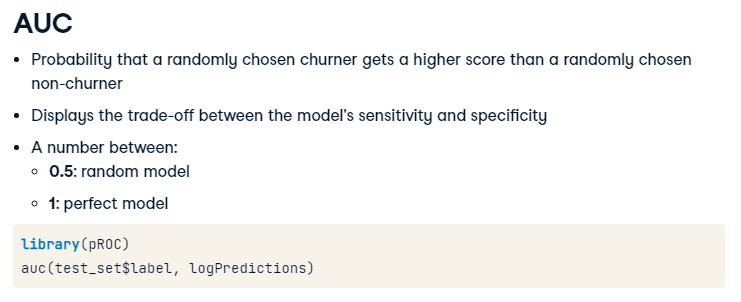 AUC
• Probability that a randomly chosen churner gets a higher score than a randomly chosen
non-churner
• Displays the trade-off between the model's sensitivity and specificity
• A number between:
◦ 0.5: random model
◦ 1: perfect model
library(pROC)
auc(test_set$label, logPredictions)